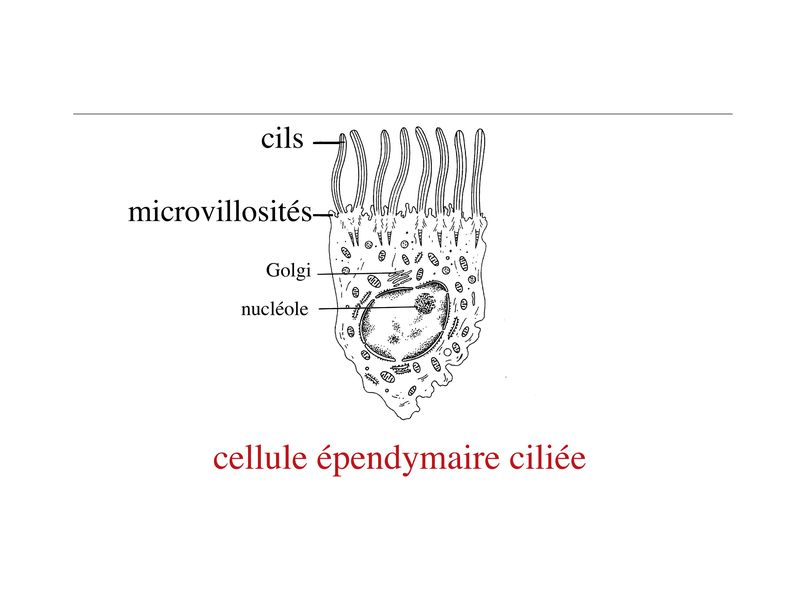 cils
microvillosités
Golgi
nucléole
cellule épendymaire ciliée